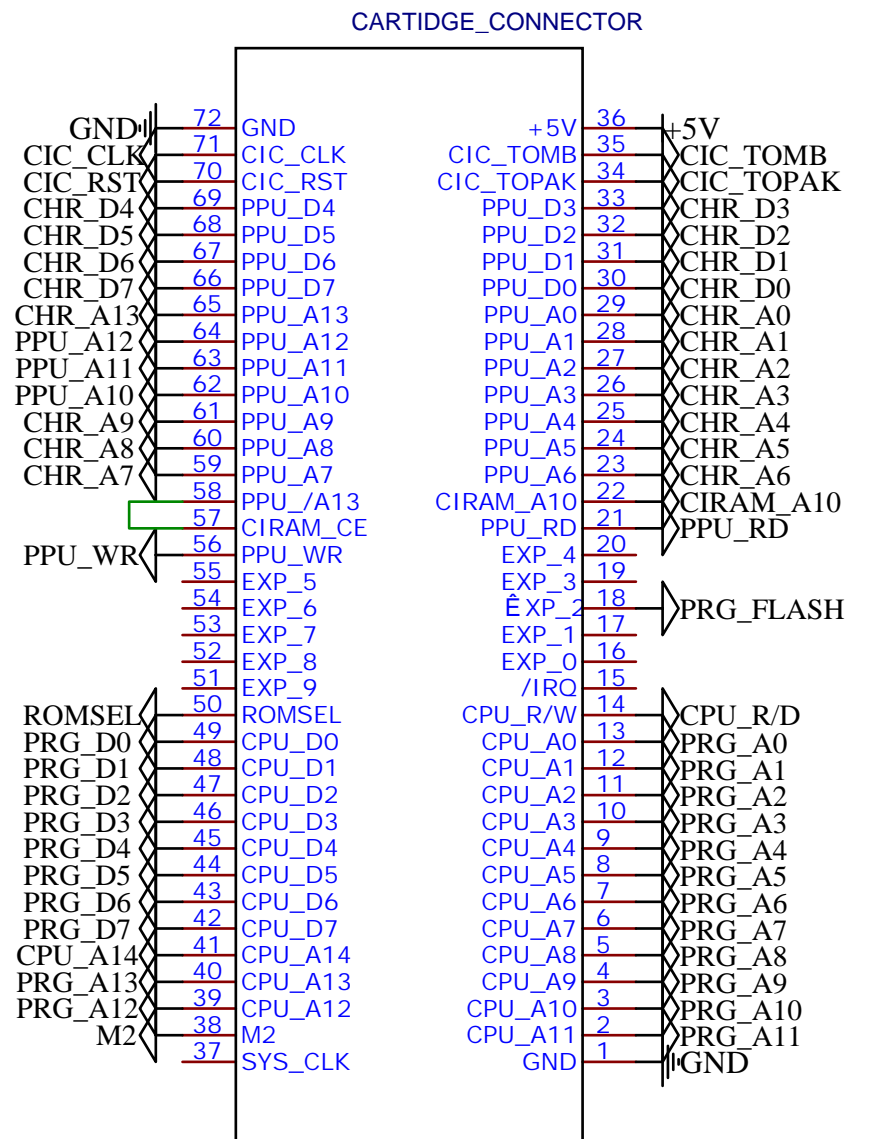 CARTIDGE_CONNECTOR
GND 72 GND +5V 36 +5V
CIC_CLK 71 CIC_CLK CIC_TOMB 35 CIC_TOMB
CIC_RST 70 CIC_RST CIC_TOPAK 34 CIC_TOPAK
CHR_D4 69 PPU_D4 PPU_D3 33 CHR_D3
CHR_D5 68 PPU_D5 PPU_D2 32 CHR_D2
CHR_D6 67 PPU_D6 PPU_D1 31 CHR_D1
CHR_D7 66 PPU_D7 PPU_D0 30 CHR_D0
CHR_A13 65 PPU_A13 PPU_A0 29 CHR_A0
PPU_A12 64 PPU_A12 PPU_A1 28 CHR_A1
PPU_A11 63 PPU_A11 PPU_A2 27 CHR_A2
PPU_A10 62 PPU_A10 PPU_A3 26 CHR_A3
CHR_A9 61 PPU_A9 PPU_A4 25 CHR_A4
CHR_A8 60 PPU_A8 PPU_A5 24 CHR_A5
CHR_A7 59 PPU_A7 PPU_A6 23 CHR_A6
58 PPU_/A13 CIRAM_A10 22 CIRAM_A10
57 CIRAM_CE PPU_RD 21 PPU_RD
PPU_WR 56 PPU_WR EXP_4 20
55 EXP_5 EXP_3 19
54 EXP_6 ÊXP_2 18 PRG_FLASH
53 EXP_7 EXP_1 17
52 EXP_8 EXP_0 16
51 EXP_9 /IRQ 15
ROMSEL 50 ROMSEL CPU_R/W 14 CPU_R/D
PRG_D0 49 CPU_D0 CPU_A0 13 PRG_A0
PRG_D1 48 CPU_D1 CPU_A1 12 PRG_A1
PRG_D2 47 CPU_D2 CPU_A2 11 PRG_A2
PRG_D3 46 CPU_D3 CPU_A3 10 PRG_A3
PRG_D4 45 CPU_D4 CPU_A4 9 PRG_A4
PRG_D5 44 CPU_D5 CPU_A5 8 PRG_A5
PRG_D6 43 CPU_D6 CPU_A6 7 PRG_A6
PRG_D7 42 CPU_D7 CPU_A7 6 PRG_A7
CPU_A14 41 CPU_A14 CPU_A8 5 PRG_A8
PRG_A13 40 CPU_A13 CPU_A9 4 PRG_A9
PRG_A12 39 CPU_A12 CPU_A10 3 PRG_A10
M2 38 M2 CPU_A11 2 PRG_A11
37 SYS_CLK GND 1 GND